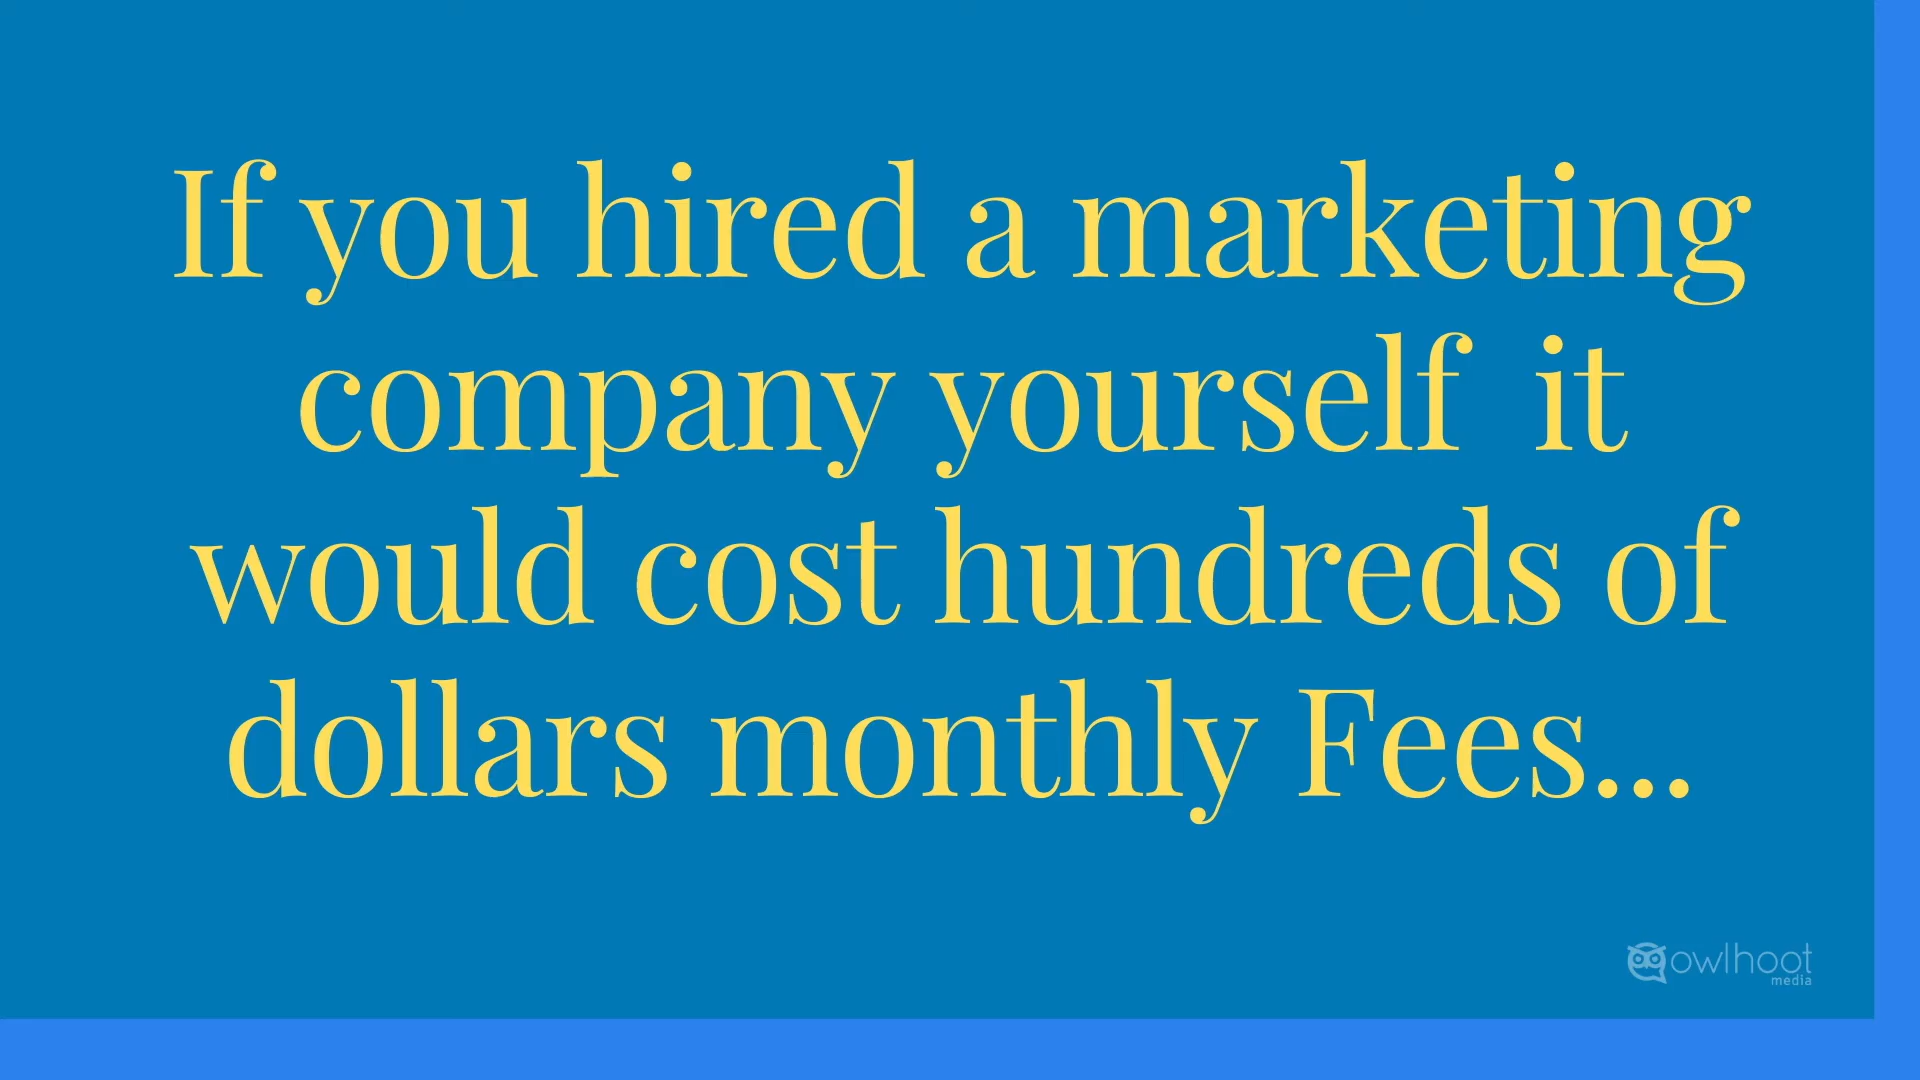 If you hired a marketing
company yourself  it
would cost hundreds of
dollars monthly Fees...
owlhoot
media